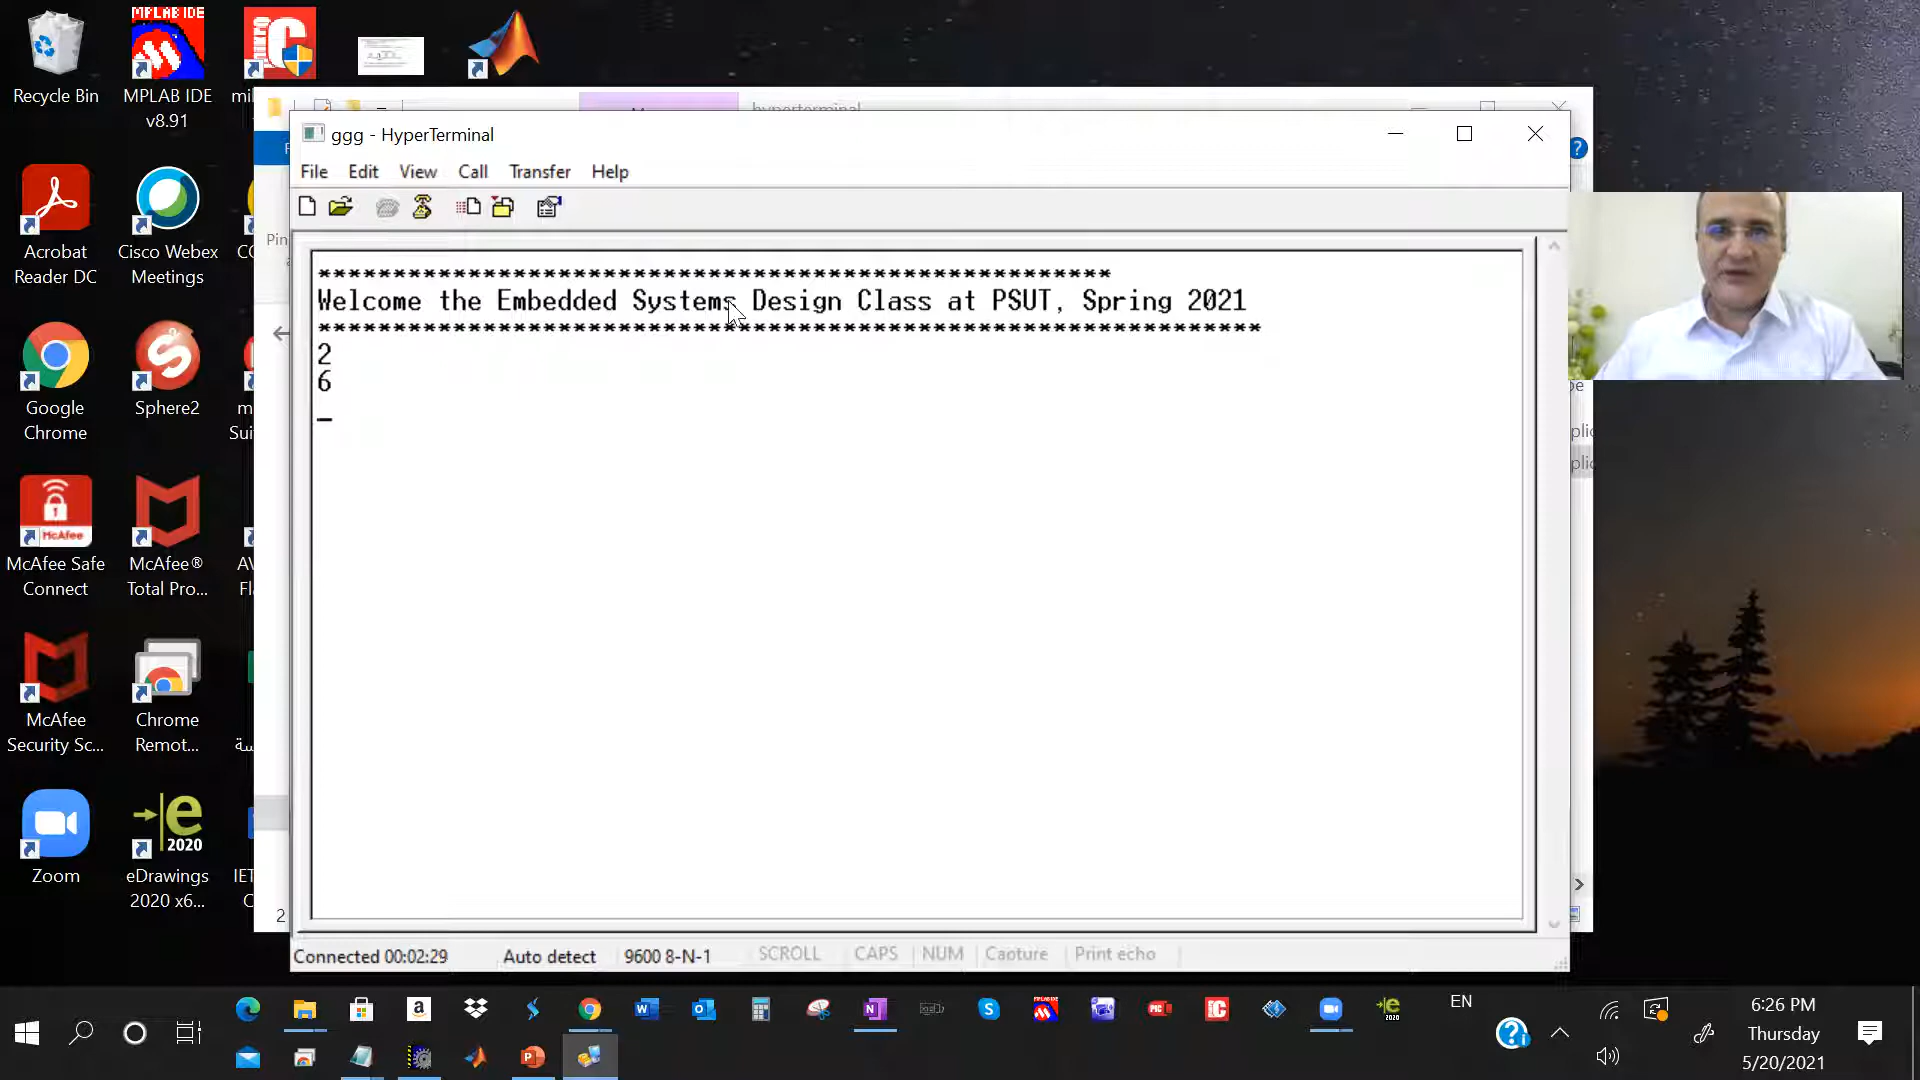 Recycle Bin
MPLAB IDE
v8.91
hyperterminal
ggg - HyperTerminal
File Edit View Call Transfer Help
*****************************************************
Welcome the Embedded Systems Design Class at PSUT, Spring 2021
***************************************************************
2
6
_
Connected 00:02:29 Auto detect 9600 8-N-1 SCROLL CAPS NUM Capture Print echo
Acrobat
Reader DC
Cisco Webex
Meetings
Google
Chrome
Sphere2
McAfee
McAfee Safe
Connect
McAfee®
Total Pro...
McAfee
Security Sc...
Chrome
Remot...
Zoom
2020
eDrawings
2020 x6...
2
EN
6:26 PM
Thursday
5/20/2021